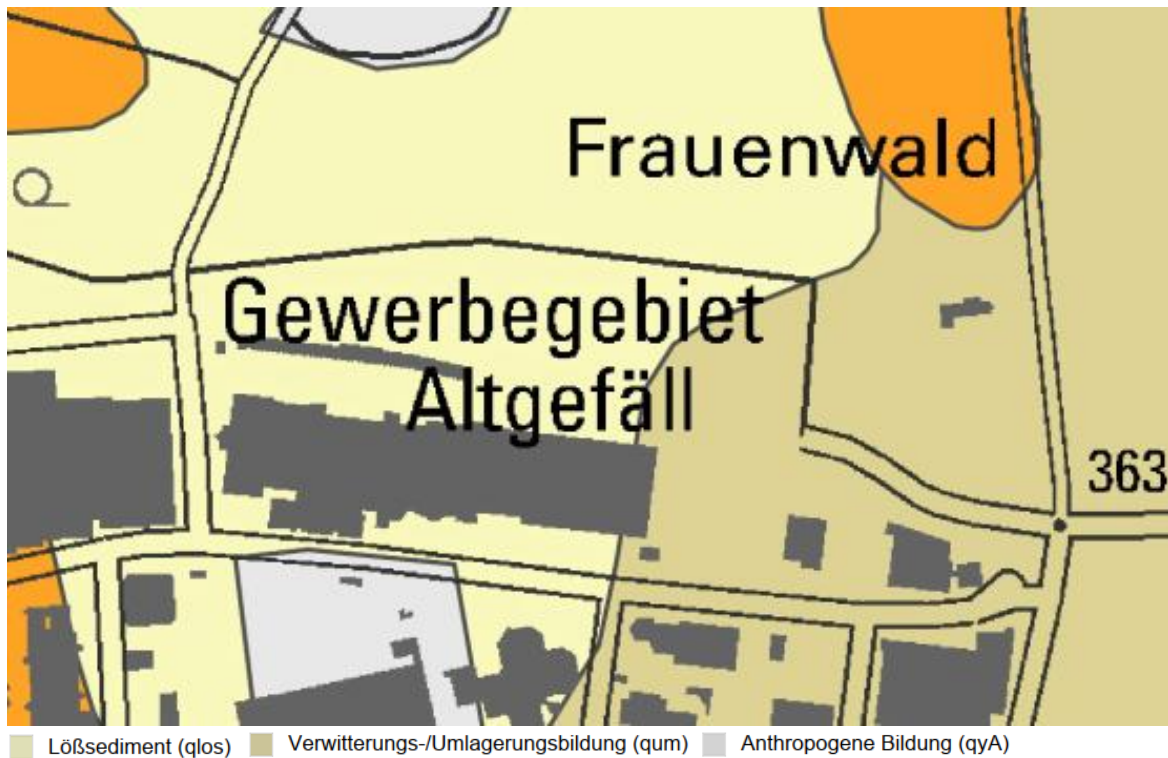 Frauenwald
Gewerbegebiet
Altgefäll
363
Lößsediment (qlos) Verwitterungs-/Umlagerungsbildung (qum) Anthropogene Bildung (qyA)